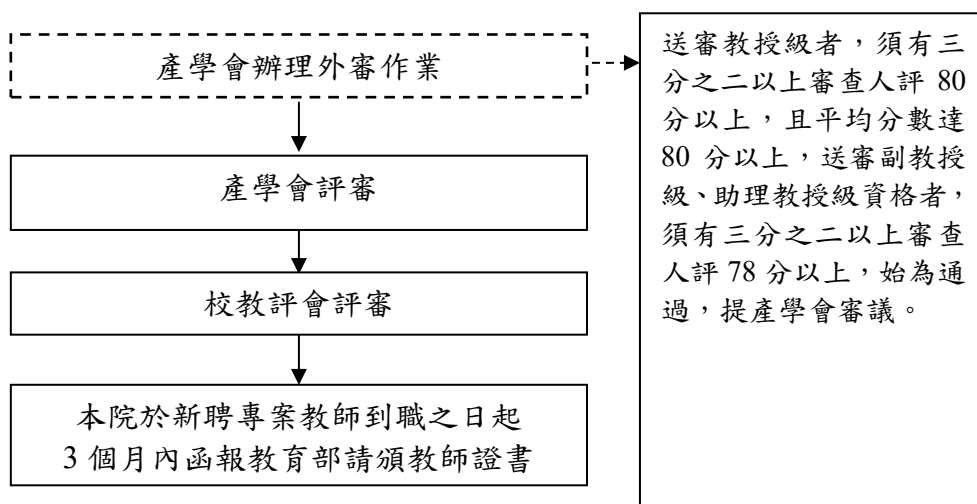 產學會辦理外審作業
產學會評審
校教評會評審
本院於新聘專案教師到職之日起
3 個月內函報教育部請頒教師證書
送審教授級者，須有三
分之二以上審查人評 80
分以上，且平均分數達
80 分以上，送審副教授
級、助理教授級資格者，
須有三分之二以上審查
人評 78 分以上，始為通
過，提產學會審議。